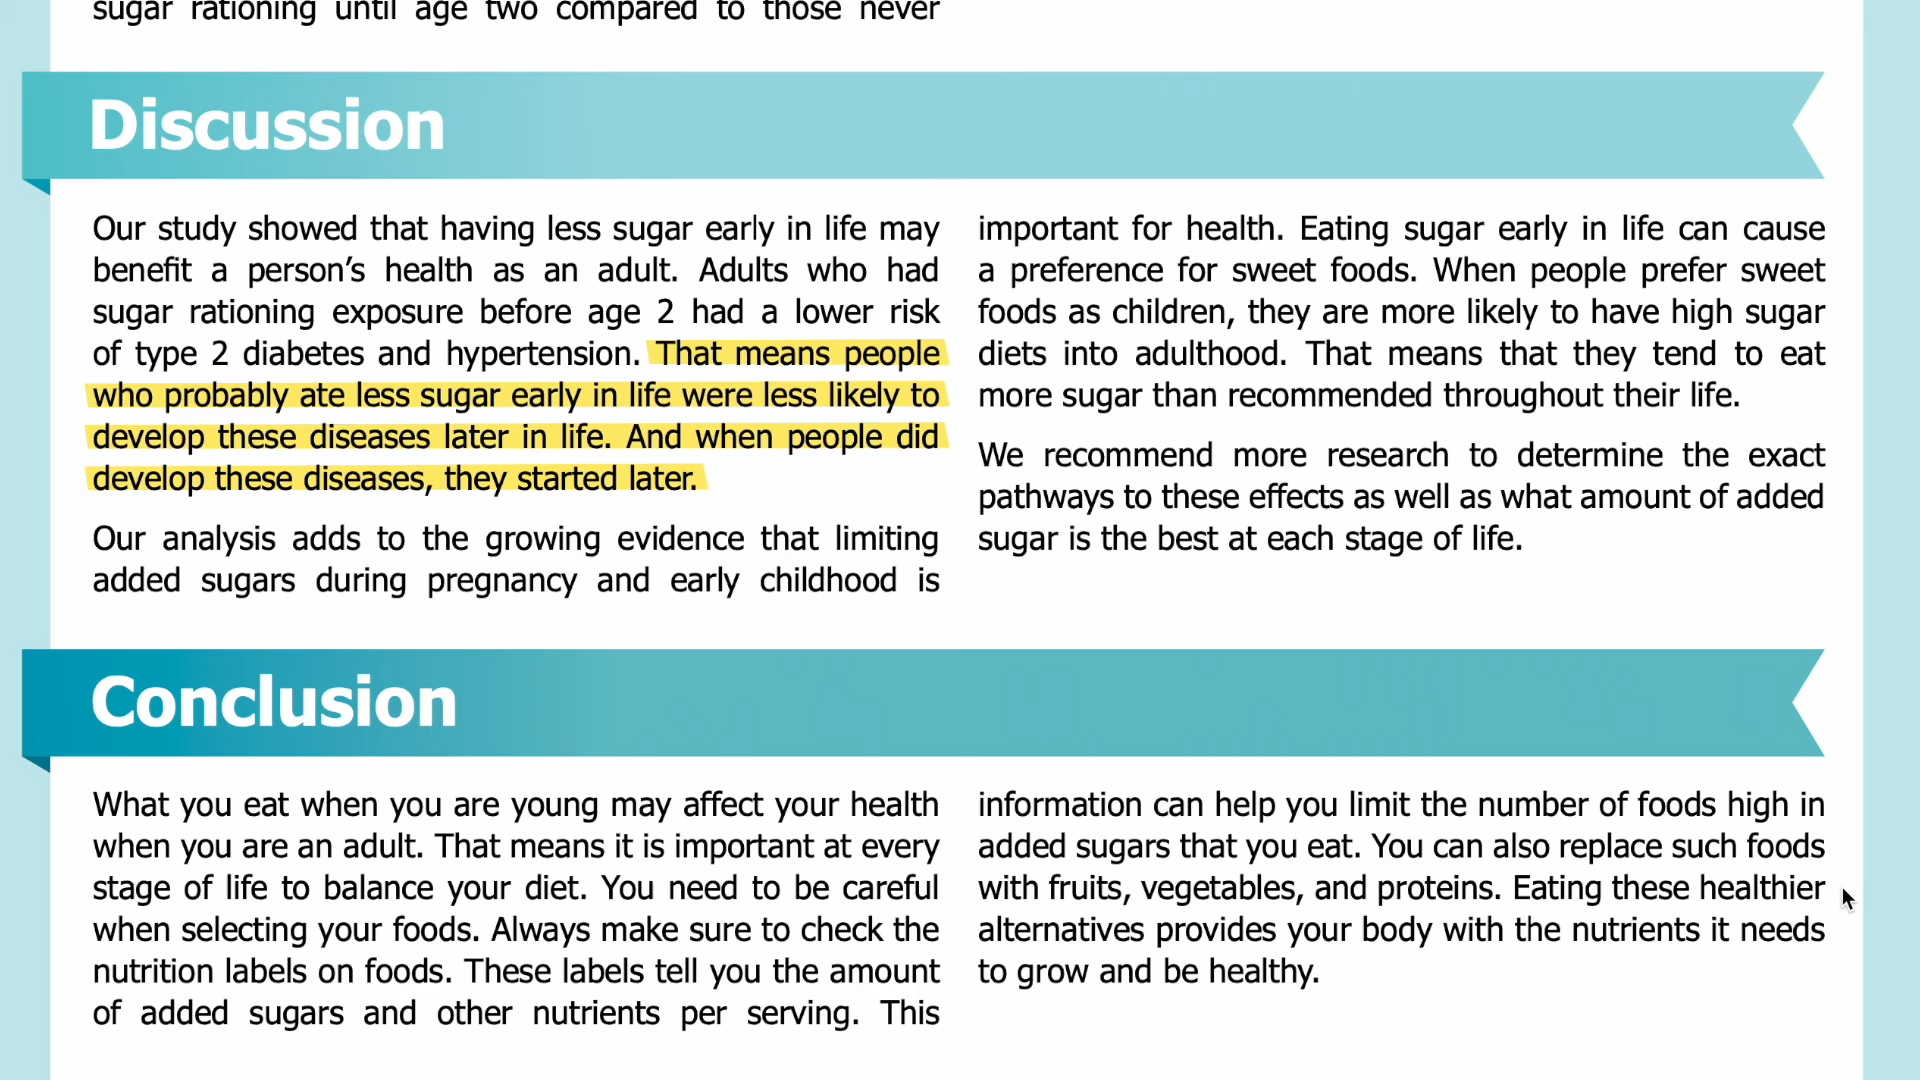 sugar rationing until age two compared to those never
Discussion
Our study showed that having less sugar early in life may
benefit a person’s health as an adult. Adults who had
sugar rationing exposure before age 2 had a lower risk
of type 2 diabetes and hypertension. That means people
who probably ate less sugar early in life were less likely to
develop these diseases later in life. And when people did
develop these diseases, they started later.
Our analysis adds to the growing evidence that limiting
added sugars during pregnancy and early childhood is
important for health. Eating sugar early in life can cause
a preference for sweet foods. When people prefer sweet
foods as children, they are more likely to have high sugar
diets into adulthood. That means that they tend to eat
more sugar than recommended throughout their life.
We recommend more research to determine the exact
pathways to these effects as well as what amount of added
sugar is the best at each stage of life.
Conclusion
What you eat when you are young may affect your health
when you are an adult. That means it is important at every
stage of life to balance your diet. You need to be careful
when selecting your foods. Always make sure to check the
nutrition labels on foods. These labels tell you the amount
of added sugars and other nutrients per serving. This
information can help you limit the number of foods high in
added sugars that you eat. You can also replace such foods
with fruits, vegetables, and proteins. Eating these healthier
alternatives provides your body with the nutrients it needs
to grow and be healthy.